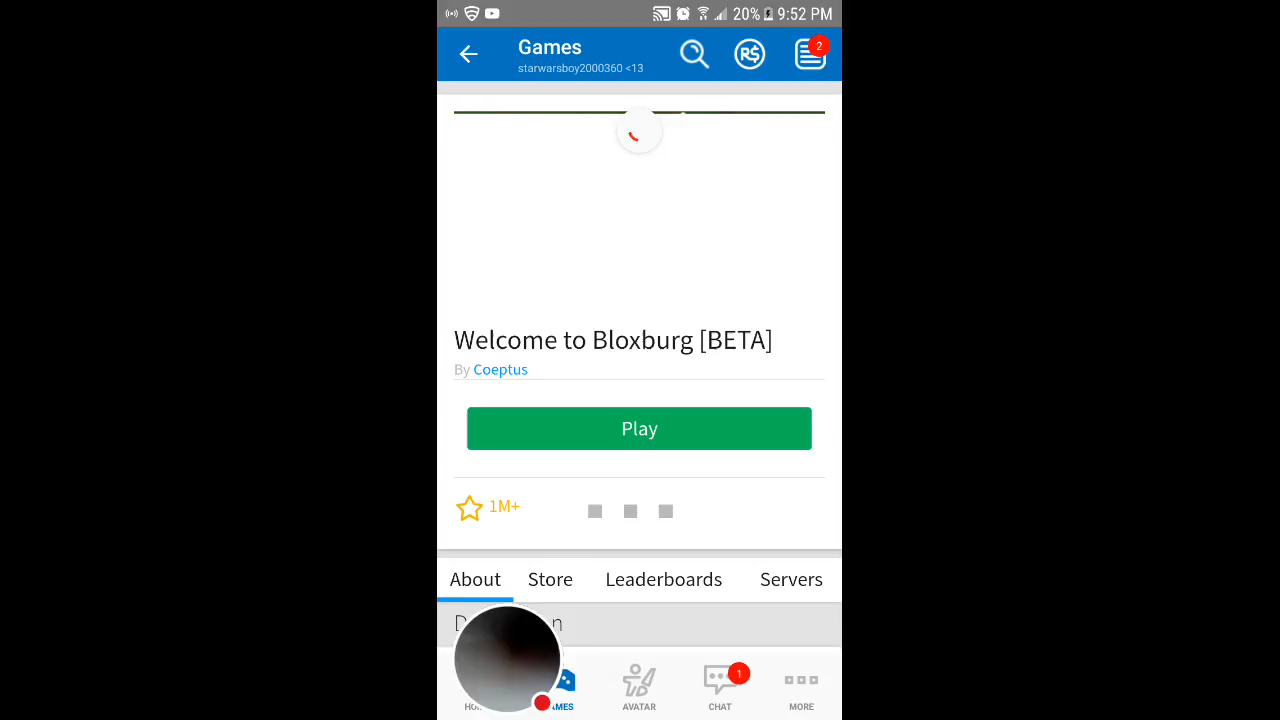 20% 9:52 PM
Games
starwarsboy2000360 <13
R$
2
Welcome to Bloxburg [BETA]
By Coeptus
Play
1M+
About Store Leaderboards Servers
1
AVATAR CHAT MORE